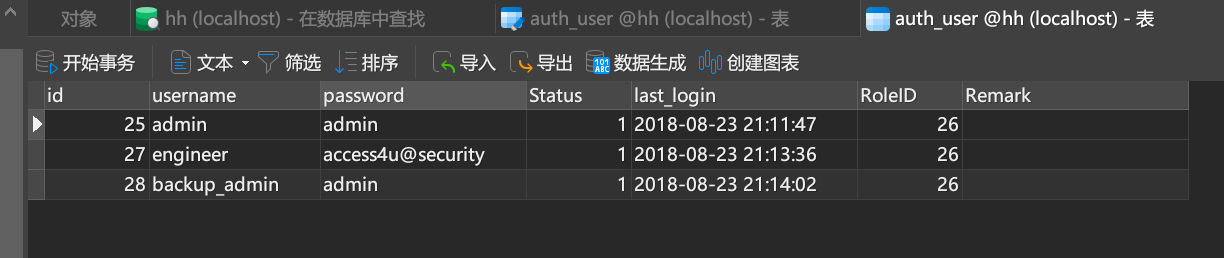 对象 hh (localhost) - 在数据库中查找 auth_user @hh (localhost) - 表 auth_user @hh (localhost) - 表
开始事务 文本 筛选 排序 导入 导出 数据生成 创建图表
id username password Status last_login RoleID Remark
25 admin admin 1 2018-08-23 21:11:47 26
27 engineer access4u@security 1 2018-08-23 21:13:36 26
28 backup_admin admin 1 2018-08-23 21:14:02 26